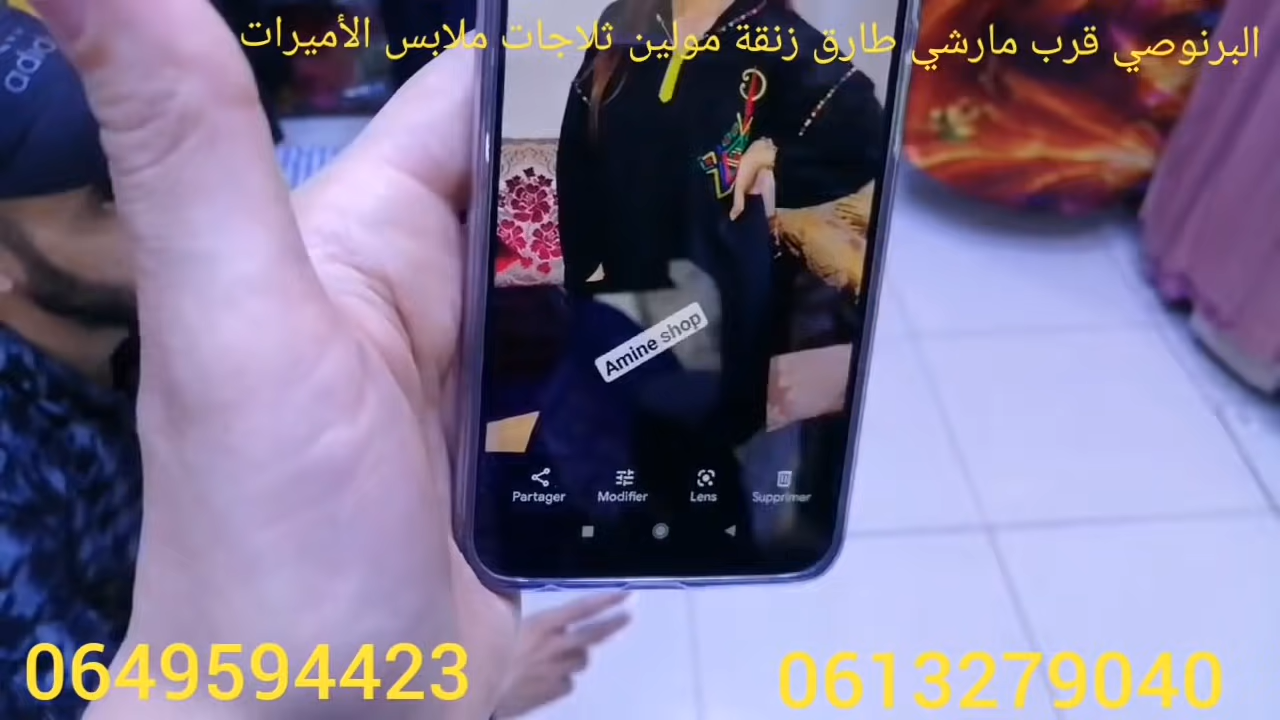 البرنوصي قرب مارشي طارق زنقة مولين ثلاجات ملابس الأميرات
Amine shop
Partager Modifier Lens Supprimer
0649594423 0613279040